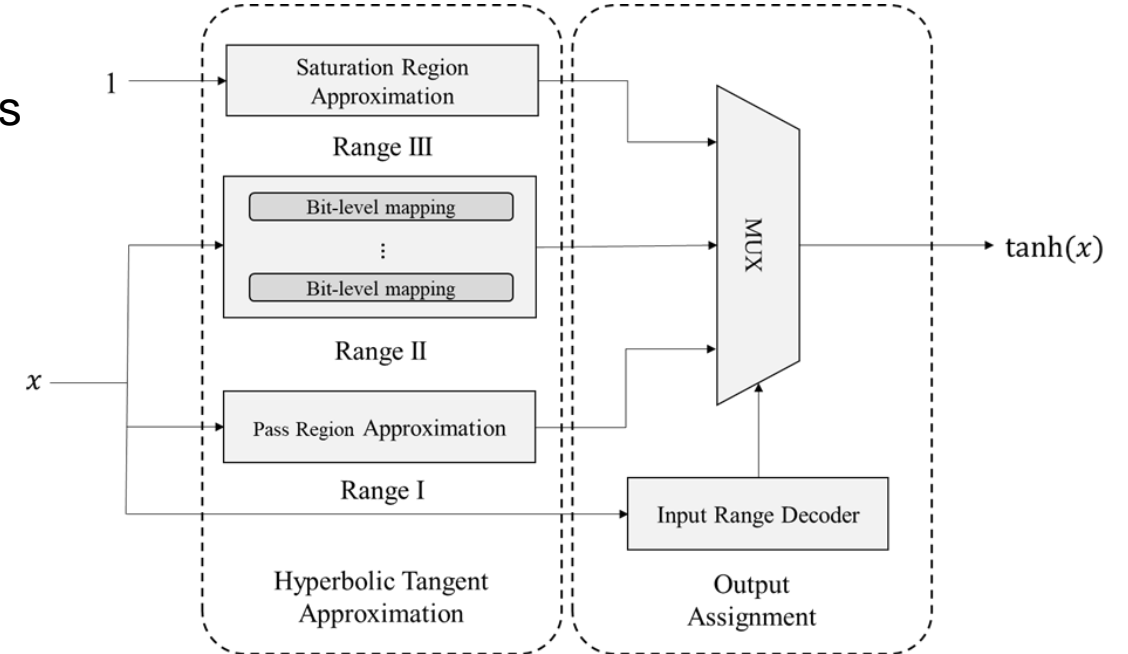 s
1
Saturation Region
Approximation
Range III
Bit-level mapping
⋮
Bit-level mapping
Range II
x
Pass Region Approximation
Range I
Hyperbolic Tangent
Approximation
MUX
tanh(x)
Input Range Decoder
Output
Assignment